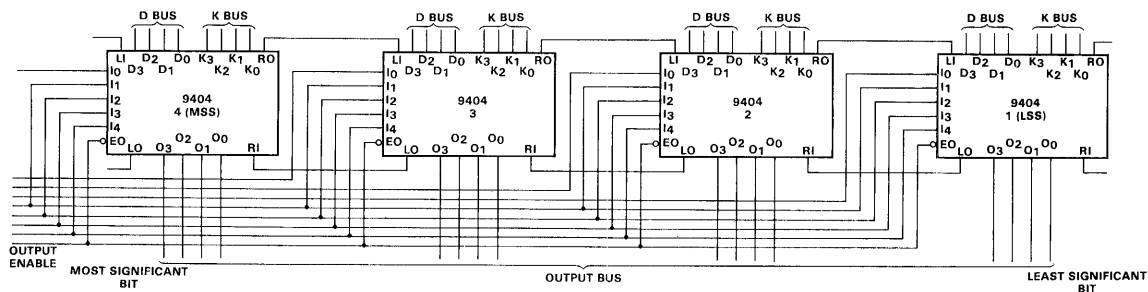 D BUS K BUS D BUS K BUS D BUS K BUS D BUS K BUS
LI D3 D2 D1 D0 K3 K2 K1 K0 RO
I0
I1
I2
I3
I4
EO
9404
4 (MSS)
LO O3 O2 O1 O0 RI
LI D3 D2 D1 D0 K3 K2 K1 K0 RO
I0
I1
I2
I3
I4
EO
9404
3
LO O3 O2 O1 O0 RI
LI D3 D2 D1 D0 K3 K2 K1 K0 RO
I0
I1
I2
I3
I4
EO
9404
2
LO O3 O2 O1 O0 RI
LI D3 D2 D1 D0 K3 K2 K1 K0 RO
I0
I1
I2
I3
I4
EO
9404
1 (LSS)
LO O3 O2 O1 O0 RI
OUTPUT
ENABLE
MOST SIGNIFICANT
BIT
OUTPUT BUS
LEAST SIGNIFICANT
BIT